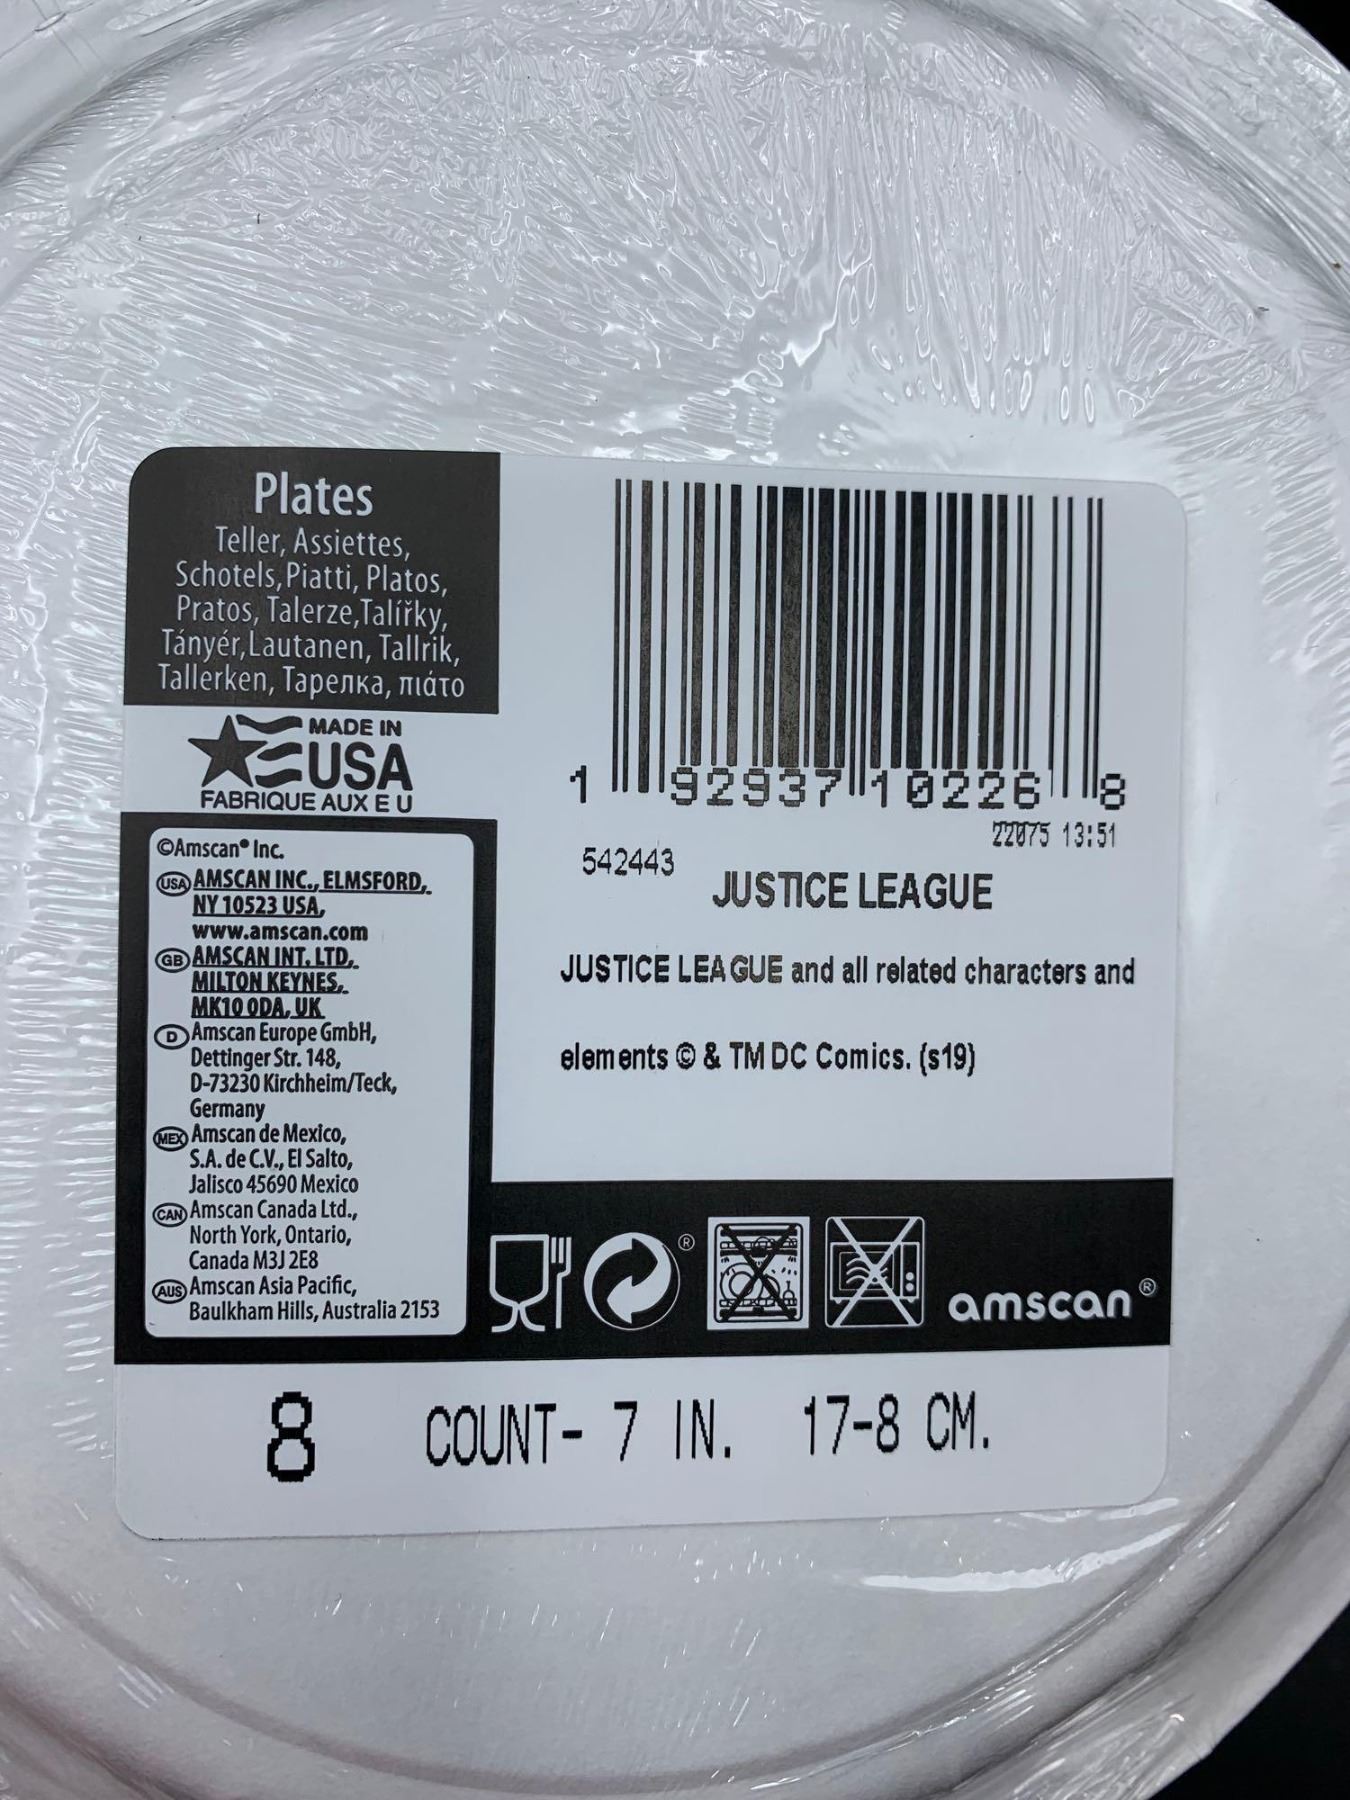 Plates
Teller, Assiettes,
Schotels, Piatti, Platos,
Pratos, Talerze, Talířky,
Tányér, Lautanen, Tallrik,
Tallerken, Тарелка, πιάτο
MADE IN
USA
FABRIQUE AUX E U
©Amscan® Inc.
USA AMSCAN INC., ELMSFORD,
NY 10523 USA,
www.amscan.com
GB AMSCAN INT. LTD,
MILTON KEYNES,
MK10 0DA, UK
D Amscan Europe GmbH,
Dettinger Str. 148,
D-73230 Kirchheim/Teck,
Germany
MEX Amscan de Mexico,
S.A. de C.V., El Salto,
Jalisco 45690 Mexico
CAN Amscan Canada Ltd.,
North York, Ontario,
Canada M3J 2E8
AUS Amscan Asia Pacific,
Baulkham Hills, Australia 2153
1 92937 10226 8
22075 13:51
542443
JUSTICE LEAGUE
JUSTICE LEAGUE and all related characters and
elements © & TM DC Comics. (s19)
®
amscan®
8 COUNT- 7 IN. 17-8 CM.